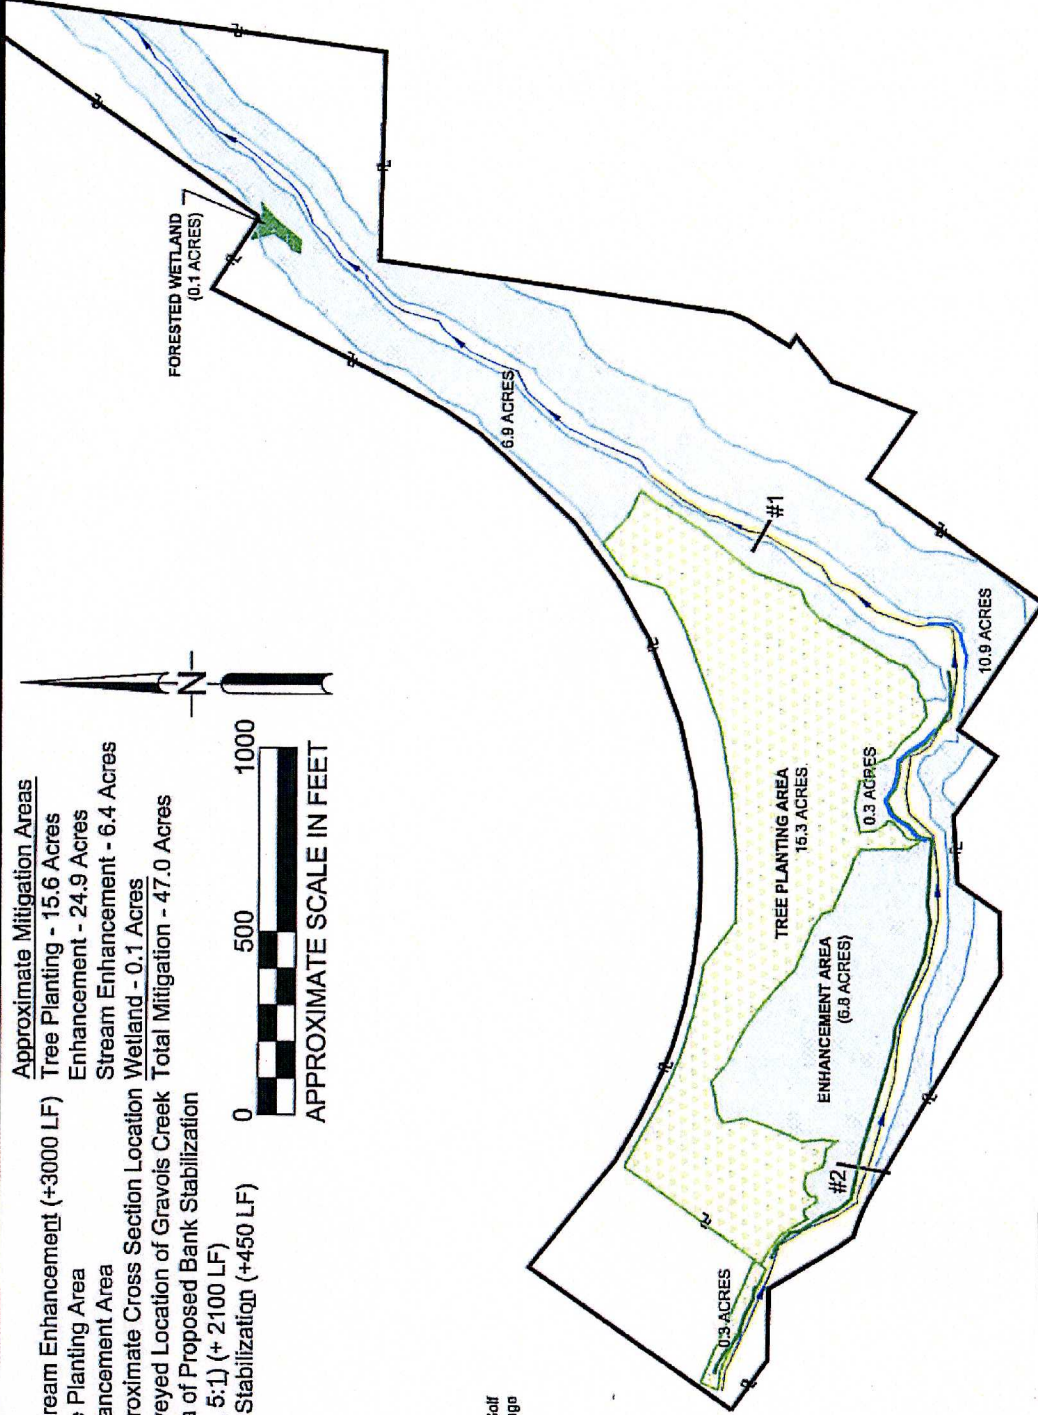 ream Enhancement (+3000 LF)
Planting Area
ancement Area
roximate Cross Section Location
eyed Location of Gravois Creek
of Proposed Bank Stabilization
5:1) (+ 2100 LF)
Stabilization (+450 LF)
Approximate Mitigation Areas
Tree Planting - 15.6 Acres
Enhancement - 24.9 Acres
Stream Enhancement - 6.4 Acres
Wetland - 0.1 Acres
Total Mitigation - 47.0 Acres
0 500 1000
APPROXIMATE SCALE IN FEET
N
FORESTED WETLAND
(0.1 ACRES)
6.9 ACRES
#1
TREE PLANTING AREA
15.3 ACRES
0.3 ACRES
10.9 ACRES
ENHANCEMENT AREA
(6.8 ACRES)
#2
0.3 ACRES